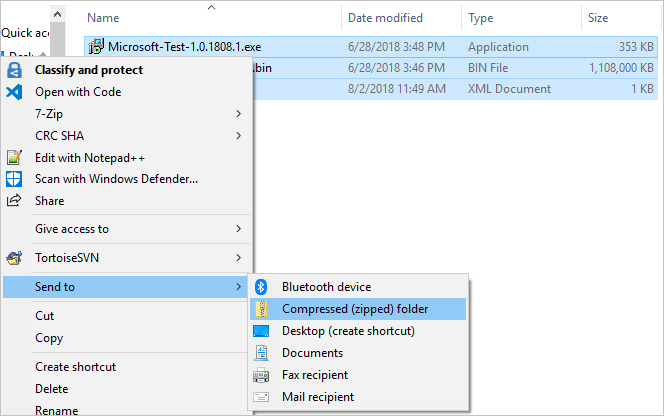 Name Date modified Type Size
Quick acc
Microsoft-Test-1.0.1808.1.exe 6/28/2018 3:48 PM Application 353 KB
6/28/2018 3:46 PM BIN File 1,108,000 KB
8/2/2018 11:49 AM XML Document 1 KB
Classify and protect
Open with Code
7-Zip
CRC SHA
Edit with Notepad++
Scan with Windows Defender...
Share
Give access to
TortoiseSVN
Send to
Cut
Copy
Create shortcut
Delete
Rename
Bluetooth device
Compressed (zipped) folder
Desktop (create shortcut)
Documents
Fax recipient
Mail recipient